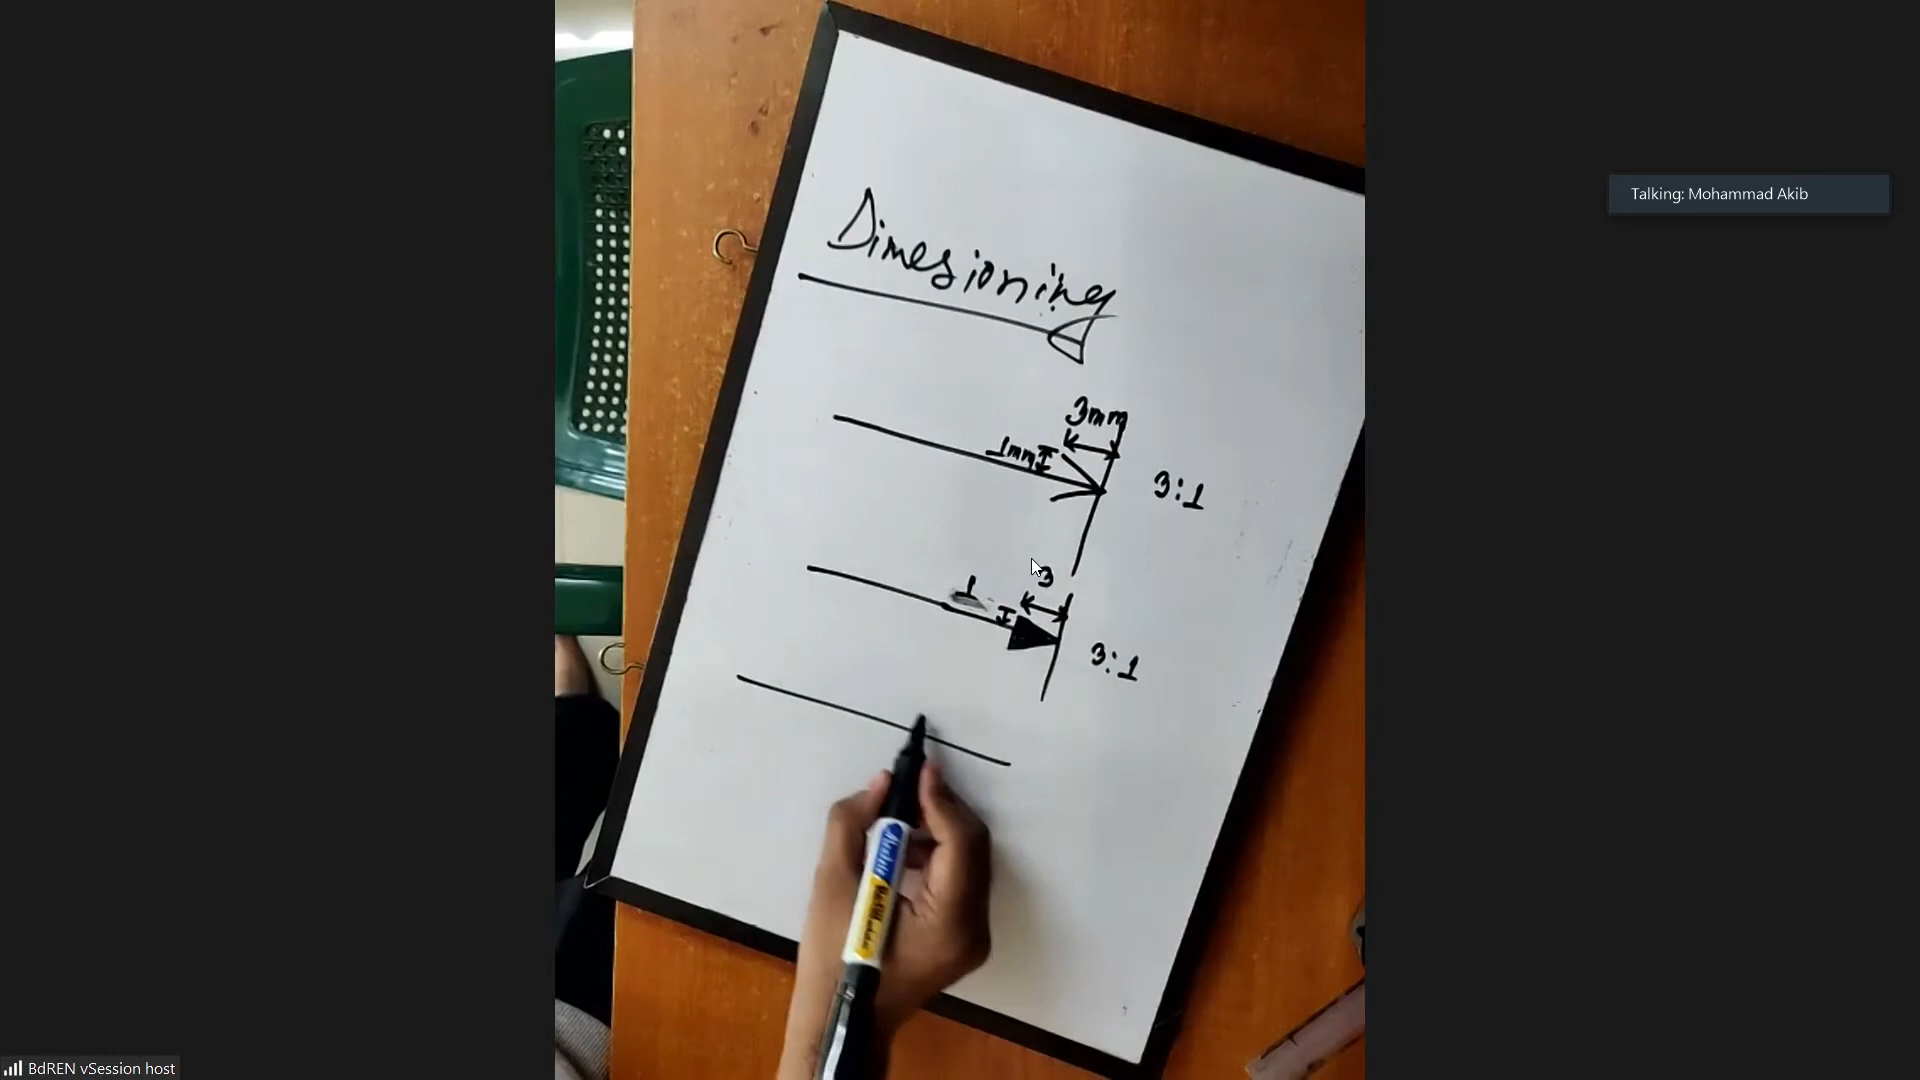 Talking: Mohammad Akib
Dimesioning
3mm
1mm
3:1
3
1
3:1
BdREN vSession host